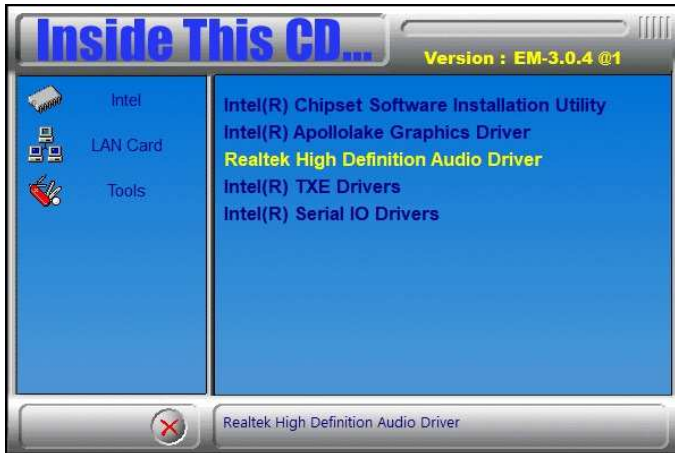 Inside This CD...
Version : EM-3.0.4 @1
Intel
LAN Card
Tools
Intel(R) Chipset Software Installation Utility
Intel(R) Apollolake Graphics Driver
Realtek High Definition Audio Driver
Intel(R) TXE Drivers
Intel(R) Serial IO Drivers
Realtek High Definition Audio Driver